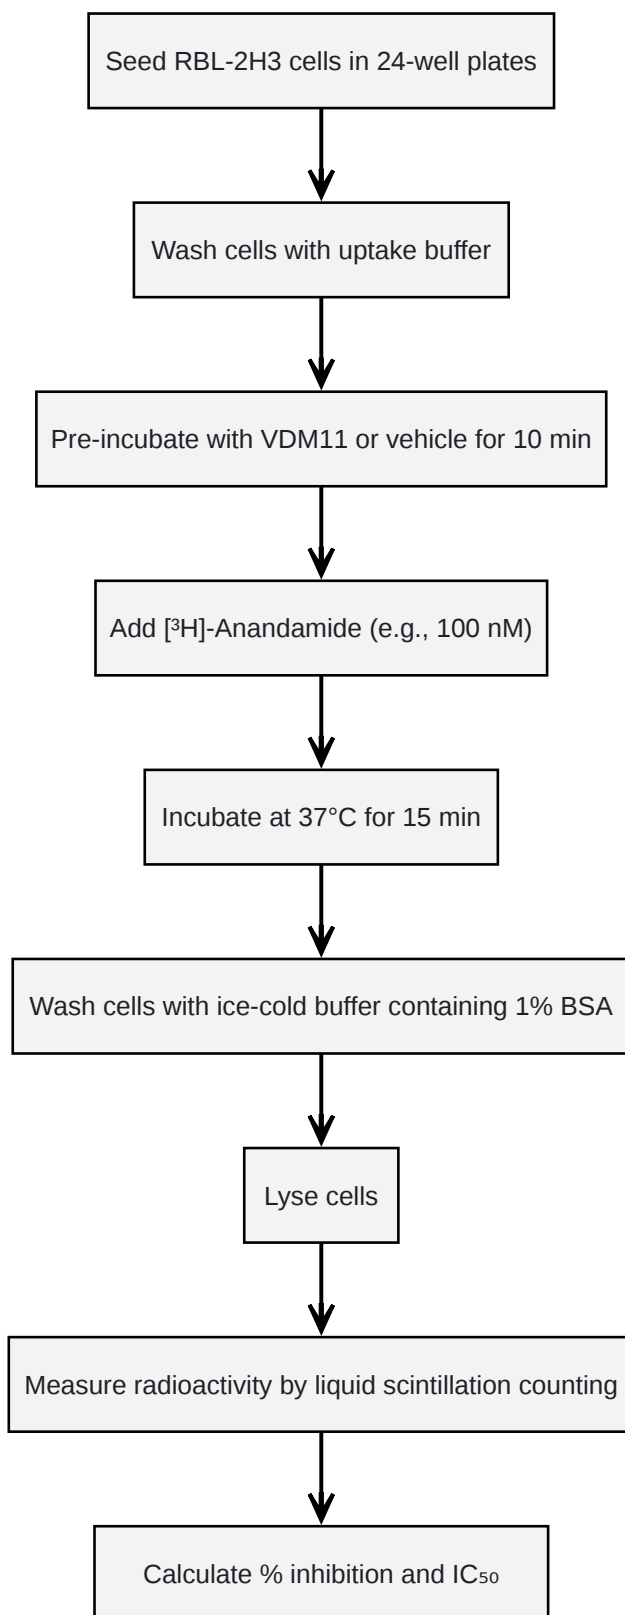 Seed RBL-2H3 cells in 24-well plates
Wash cells with uptake buffer
Pre-incubate with VDM11 or vehicle for 10 min
Add [³H]-Anandamide (e.g., 100 nM)
Incubate at 37°C for 15 min
Wash cells with ice-cold buffer containing 1% BSA
Lyse cells
Measure radioactivity by liquid scintillation counting
Calculate % inhibition and IC₅₀